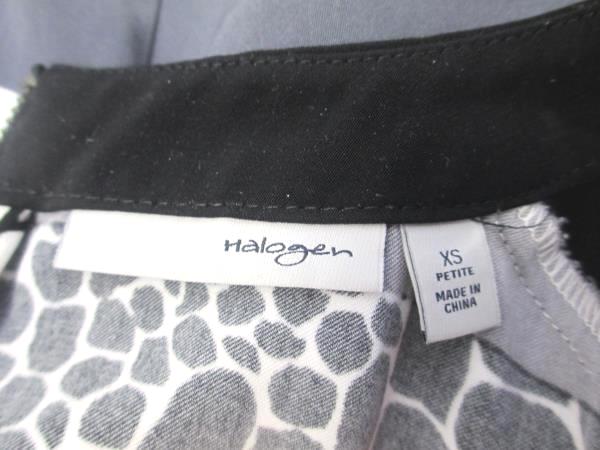 Halogen
XS
PETITE
MADE IN
CHINA